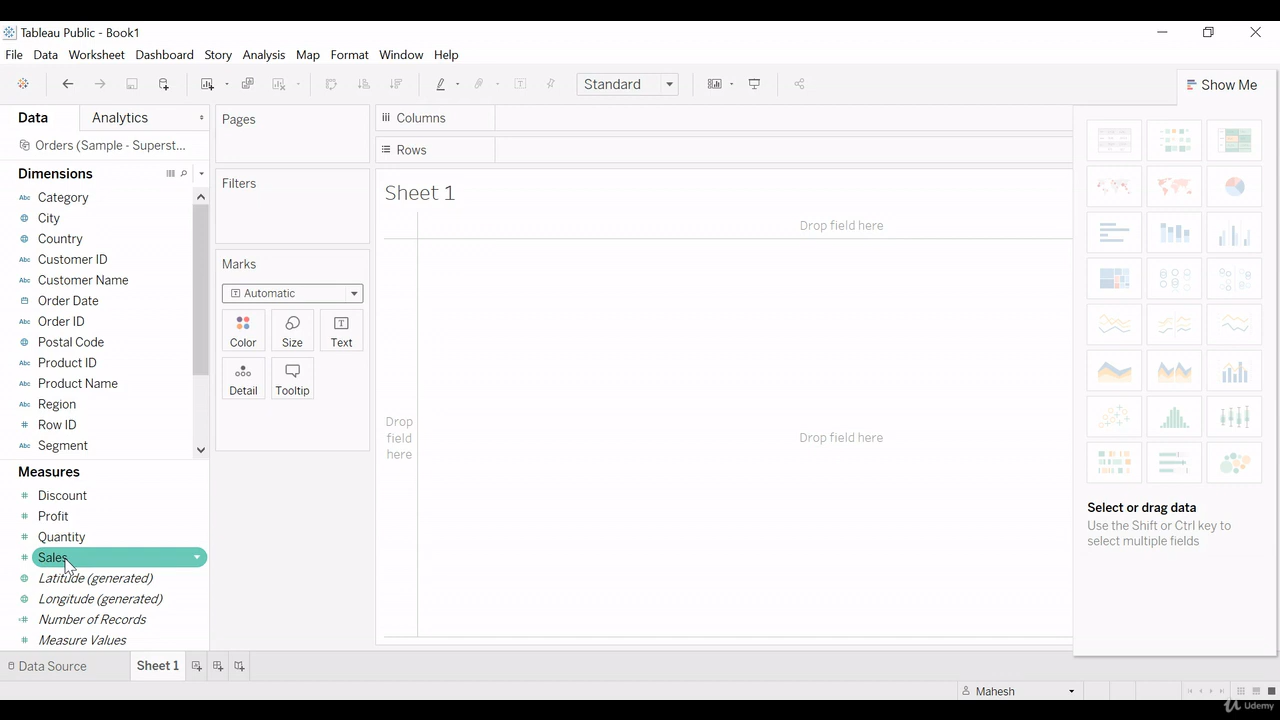 Tableau Public - Book1
File Data Worksheet Dashboard Story Analysis Map Format Window Help
Standard
Show Me
Data Analytics
Pages
Columns
Orders (Sample - Superst...
Rows
Dimensions
Filters
Sheet 1
Category
City
Country
Customer ID
Customer Name
Order Date
Order ID
Postal Code
Product ID
Product Name
Region
Row ID
Segment
Marks
Automatic
Color Size Text
Detail Tooltip
Drop field here
Drop
field
here
Drop field here
Measures
Discount
Profit
Quantity
Sales
Latitude (generated)
Longitude (generated)
Number of Records
Measure Values
Select or drag data
Use the Shift or Ctrl key to
select multiple fields
Data Source Sheet 1
Mahesh
Udemy